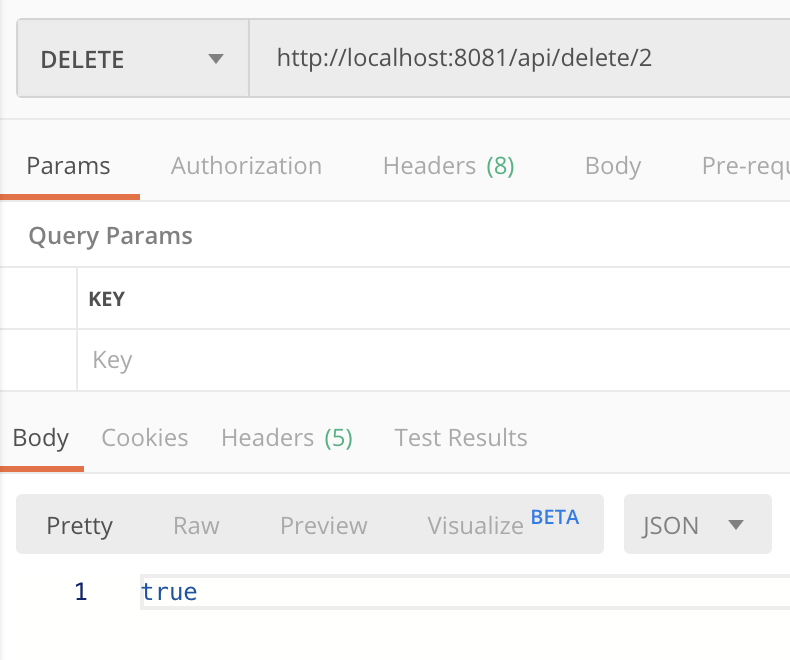 DELETE http://localhost:8081/api/delete/2
Params Authorization Headers (8) Body Pre-requ
Query Params
KEY
Key
Body Cookies Headers (5) Test Results
Pretty Raw Preview Visualize BETA JSON
1 true